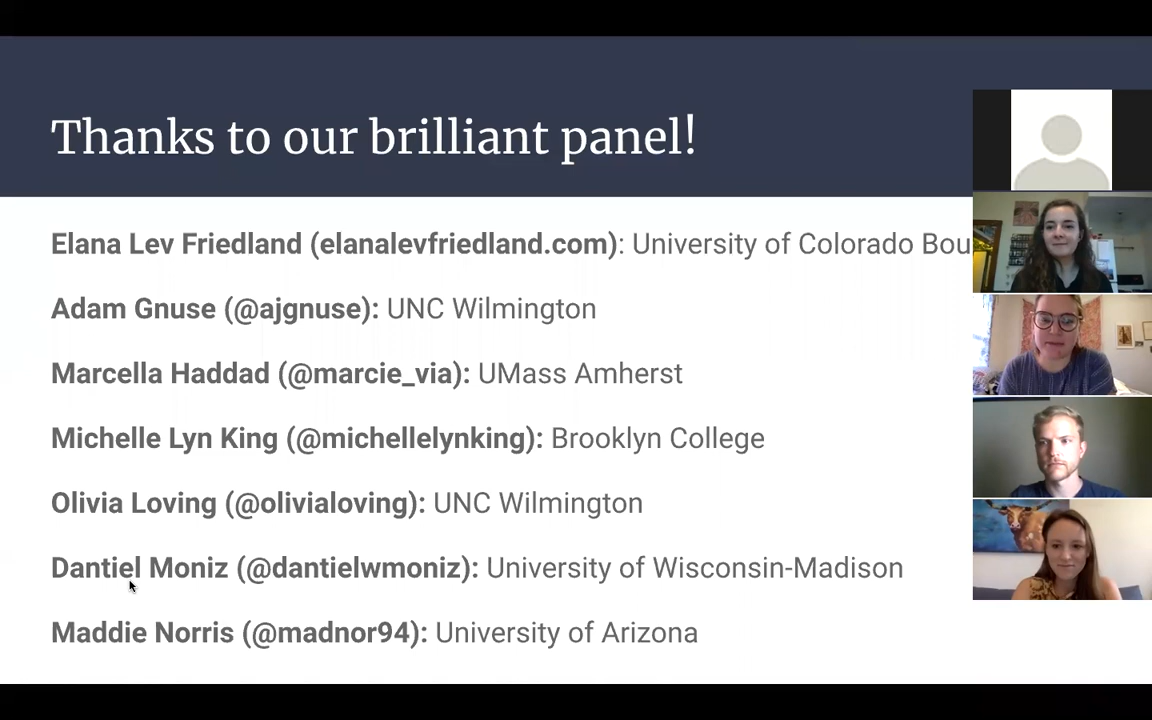 Thanks to our brilliant panel!
Elana Lev Friedland (elanalevfriedland.com): University of Colorado Bou
Adam Gnuse (@ajgnuse): UNC Wilmington
Marcella Haddad (@marcie_via): UMass Amherst
Michelle Lyn King (@michellelynking): Brooklyn College
Olivia Loving (@olivialoving): UNC Wilmington
Dantiel Moniz (@dantielwmoniz): University of Wisconsin-Madison
Maddie Norris (@madnor94): University of Arizona